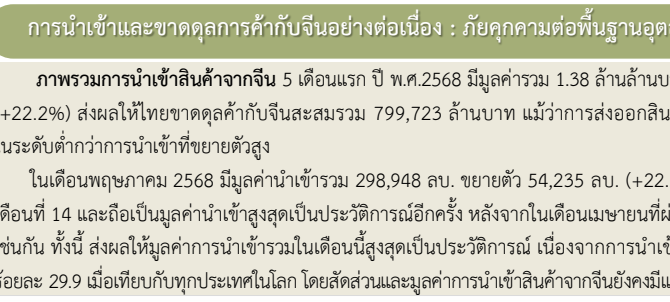 การนำเข้าและขาดดุลการค้ากับจีนอย่างต่อเนื่อง : ภัยคุกคามต่อพื้นฐานอุต
ภาพรวมการนำเข้าสินค้าจากจีน 5 เดือนแรก ปี พ.ศ.2568 มีมูลค่ารวม 1.38 ล้านล้านบ
+22.2%) ส่งผลให้ไทยขาดดุลค้ากับจีนสะสมรวม 799,723 ล้านบาท แม้ว่าการส่งออกสิน
นระดับต่ำกว่าการนำเข้าที่ขยายตัวสูง
ในเดือนพฤษภาคม 2568 มีมูลค่านำเข้ารวม 298,948 ลบ. ขยายตัว 54,235 ลบ. (+22.
ดือนที่ 14 และถือเป็นมูลค่านำเข้าสูงสุดเป็นประวัติการณ์อีกครั้ง หลังจากในเดือนเมษายนที่ผ่
ช่นกัน ทั้งนี้ ส่งผลให้มูลค่าการนำเข้ารวมในเดือนนี้สูงสุดเป็นประวัติการณ์ เนื่องจากการนำเข้
้อยละ 29.9 เมื่อเทียบกับทุกประเทศในโลก โดยสัดส่วนและมูลค่าการนำเข้าสินค้าจากจีนยังคงมีแ